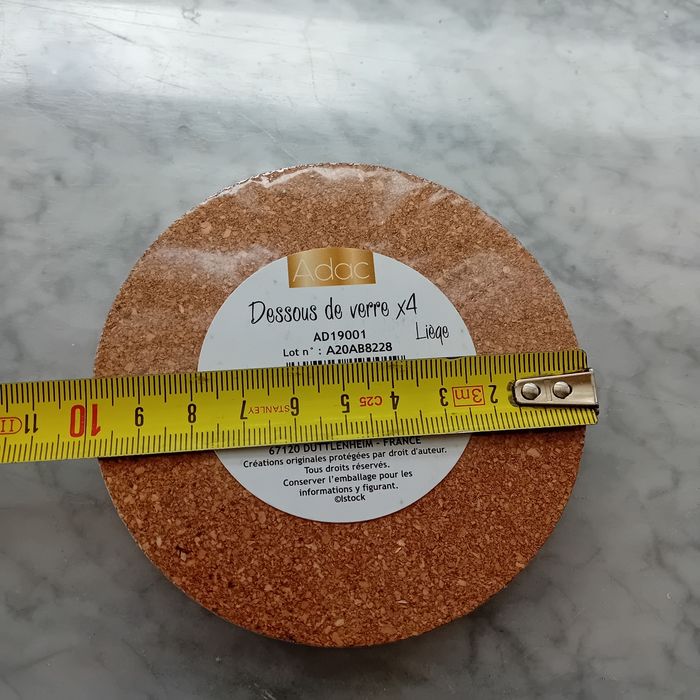 Adac
Dessous de verre x4
Liège
AD19001
Lot n° : A20AB8228
11 10 9 8 STANLEY 7 6 C25 5 4 3 3m 2
67120 DUTTLENHEIM - FRANCE
Créations originales protégées par droit d'auteur.
Tous droits réservés.
Conserver l'emballage pour les
informations y figurant.
©Istock